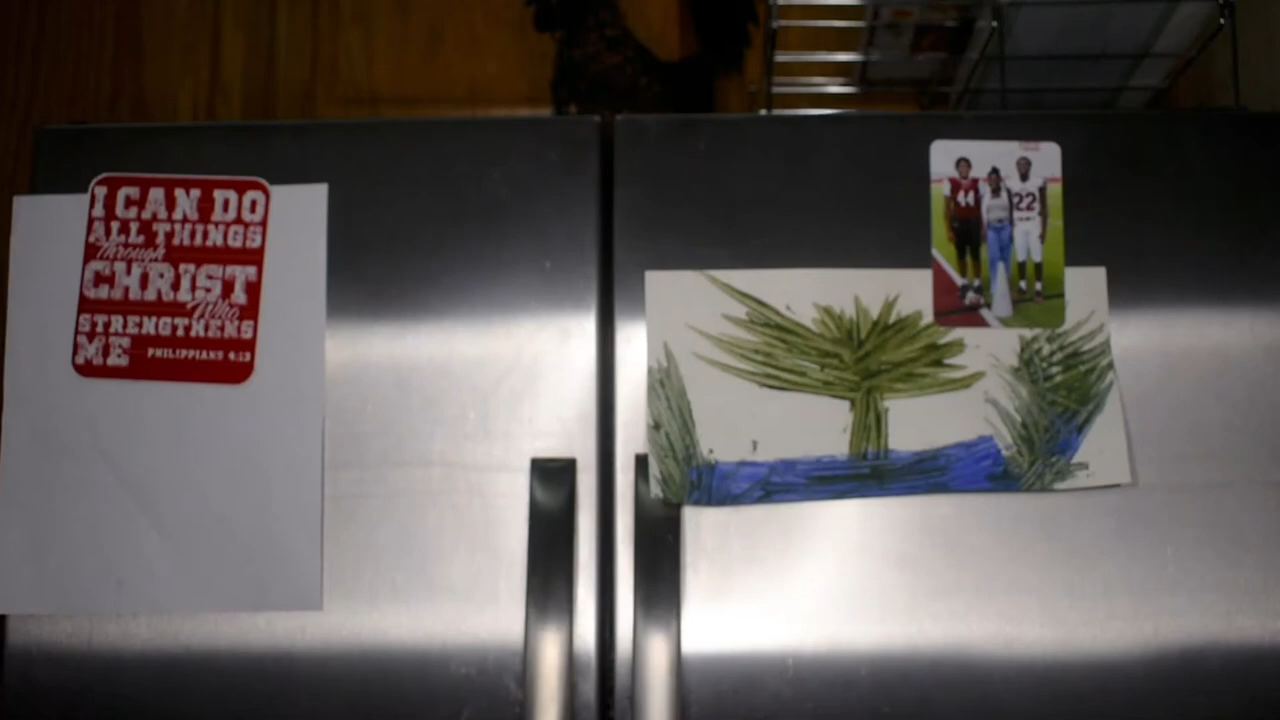 I CAN DO
ALL THINGS
Through
CHRIST
Who
STRENGTHENS
ME PHILIPPIANS 4:13
44
22